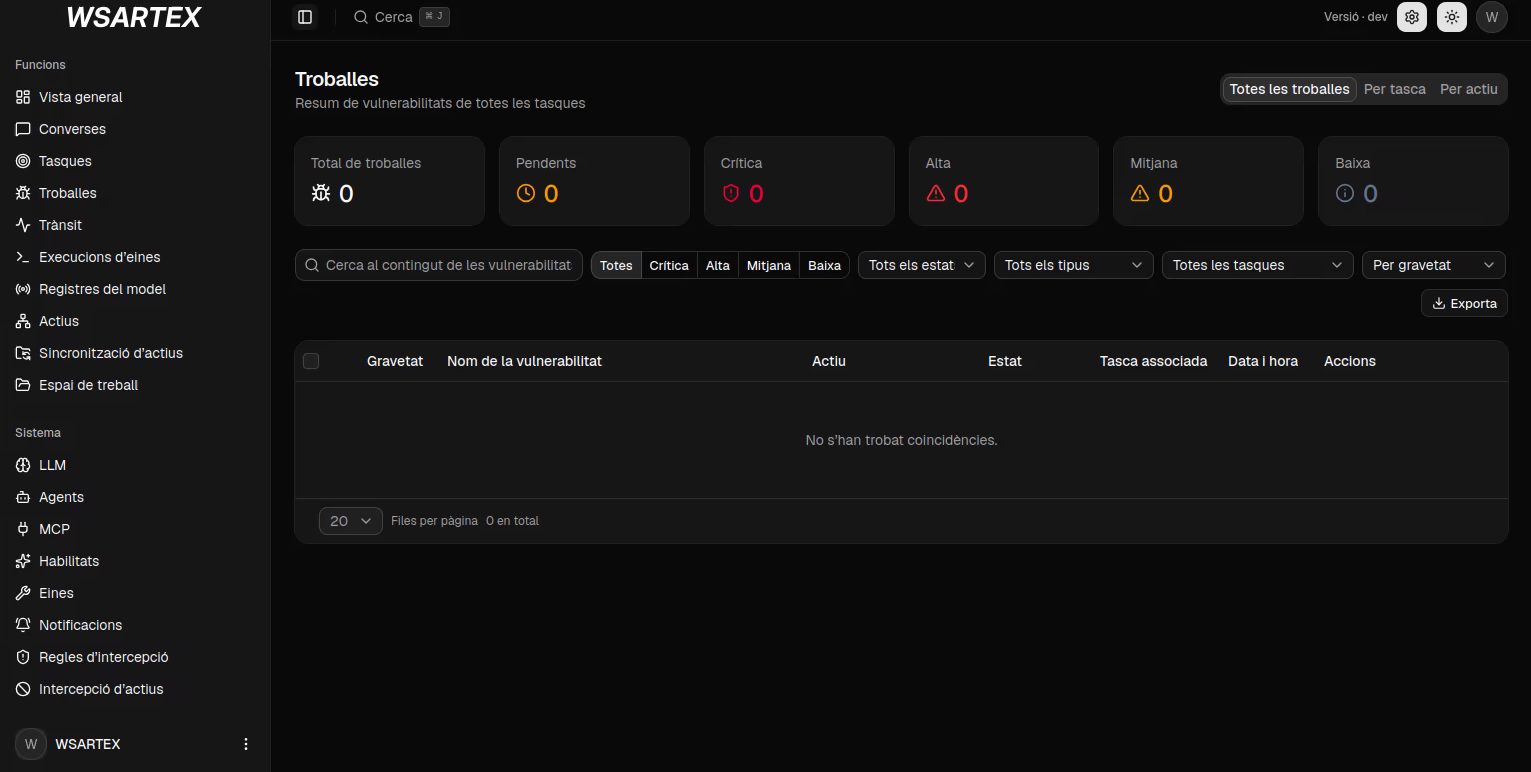 WSARTEX
Funcions
Vista general
Converses
Tasques
Troballes
Trànsit
Execucions d'eines
Registres del model
Actius
Sincronització d'actius
Espai de treball
Sistema
LLM
Agents
MCP
Habilitats
Eines
Notificacions
Regles d'intercepció
Intercepció d'actius
W WSARTEX
Cerca ⌘ J
Versió · dev W
Troballes
Resum de vulnerabilitats de totes les tasques
Totes les troballes Per tasca Per actiu
Total de troballes
0
Pendents
0
Crítica
0
Alta
0
Mitjana
0
Baixa
0
Cerca al contingut de les vulnerabilitat
Totes Crítica Alta Mitjana Baixa
Tots els estat
Tots els tipus
Totes les tasques
Per gravetat
Exporta
Gravetat Nom de la vulnerabilitat Actiu Estat Tasca associada Data i hora Accions
No s'han trobat coincidències.
20 Files per pàgina 0 en total